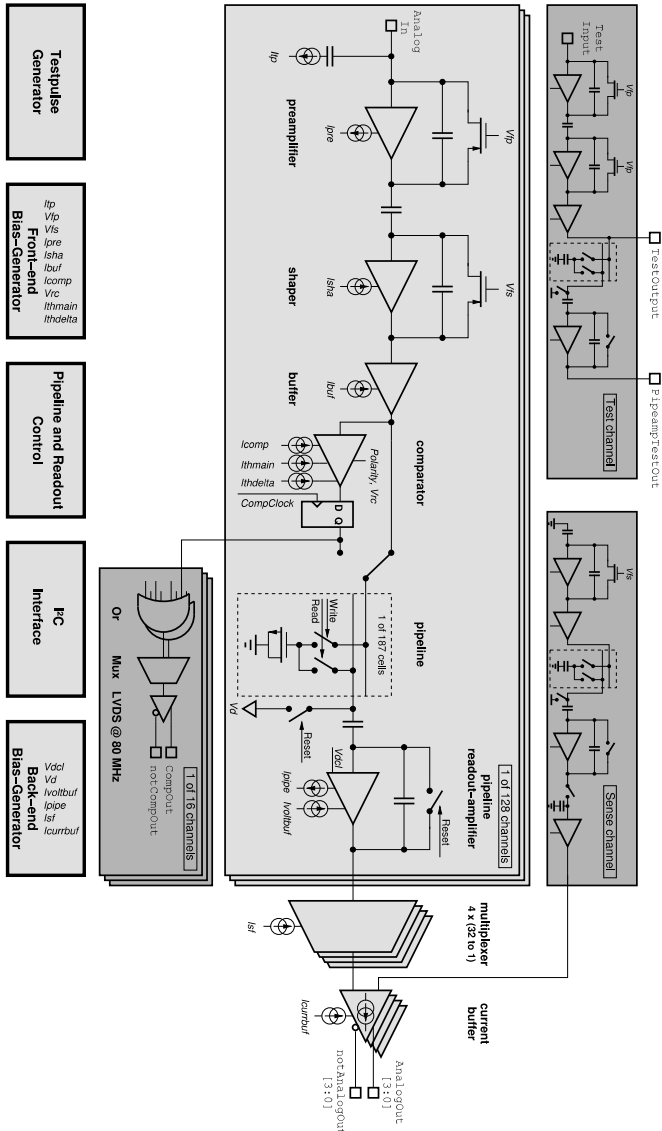 Test
Input
Vfp
Vfp
TestOutput
PipeampTestOut
Test channel
Vfs
Sense channel
Analog
In
Itp
Ipre
preamplifier
Vfp
Isha
shaper
Vfs
Ibuf
buffer
comparator
Icomp
Ithmain
Ithdelta
Polarity, Vrc
CompClock
D
Q
pipeline
1 of 187 cells
Write
Read
Vd
Reset
pipeline
readout-amplifier
Vdcl
Ipipe
Ivoltbuf
Reset
1 of 128 channels
multiplexer
4 x (32 to 1)
Isf
current
buffer
Icurrbuf
AnalogOut
[3:0]
notAnalogOut
[3:0]
Or
Mux
LVDS @ 80 MHz
CompOut
notCompOut
1 of 16 channels
Testpulse
Generator
Itp
Vfp
Vfs
Ipre
Isha
Ibuf
Icomp
Vrc
Ithmain
Ithdelta
Front-end
Bias-Generator
Pipeline and Readout
Control
I²C
Interface
Vdcl
Vd
Ivoltbuf
Ipipe
Isf
Icurrbuf
Back-end
Bias-Generator